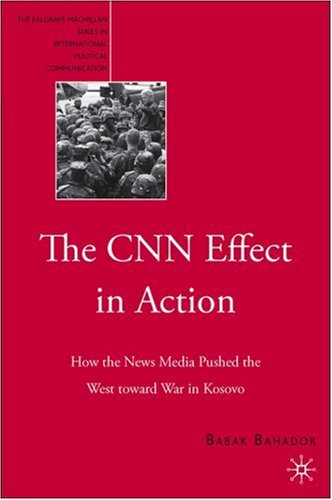 THE PALGRAVE MACMILLAN
SERIES IN
INTERNATIONAL
POLITICAL
COMMUNICATION
The CNN Effect
in Action
How the News Media Pushed the
West toward War in Kosovo
BABAK BAHADOR